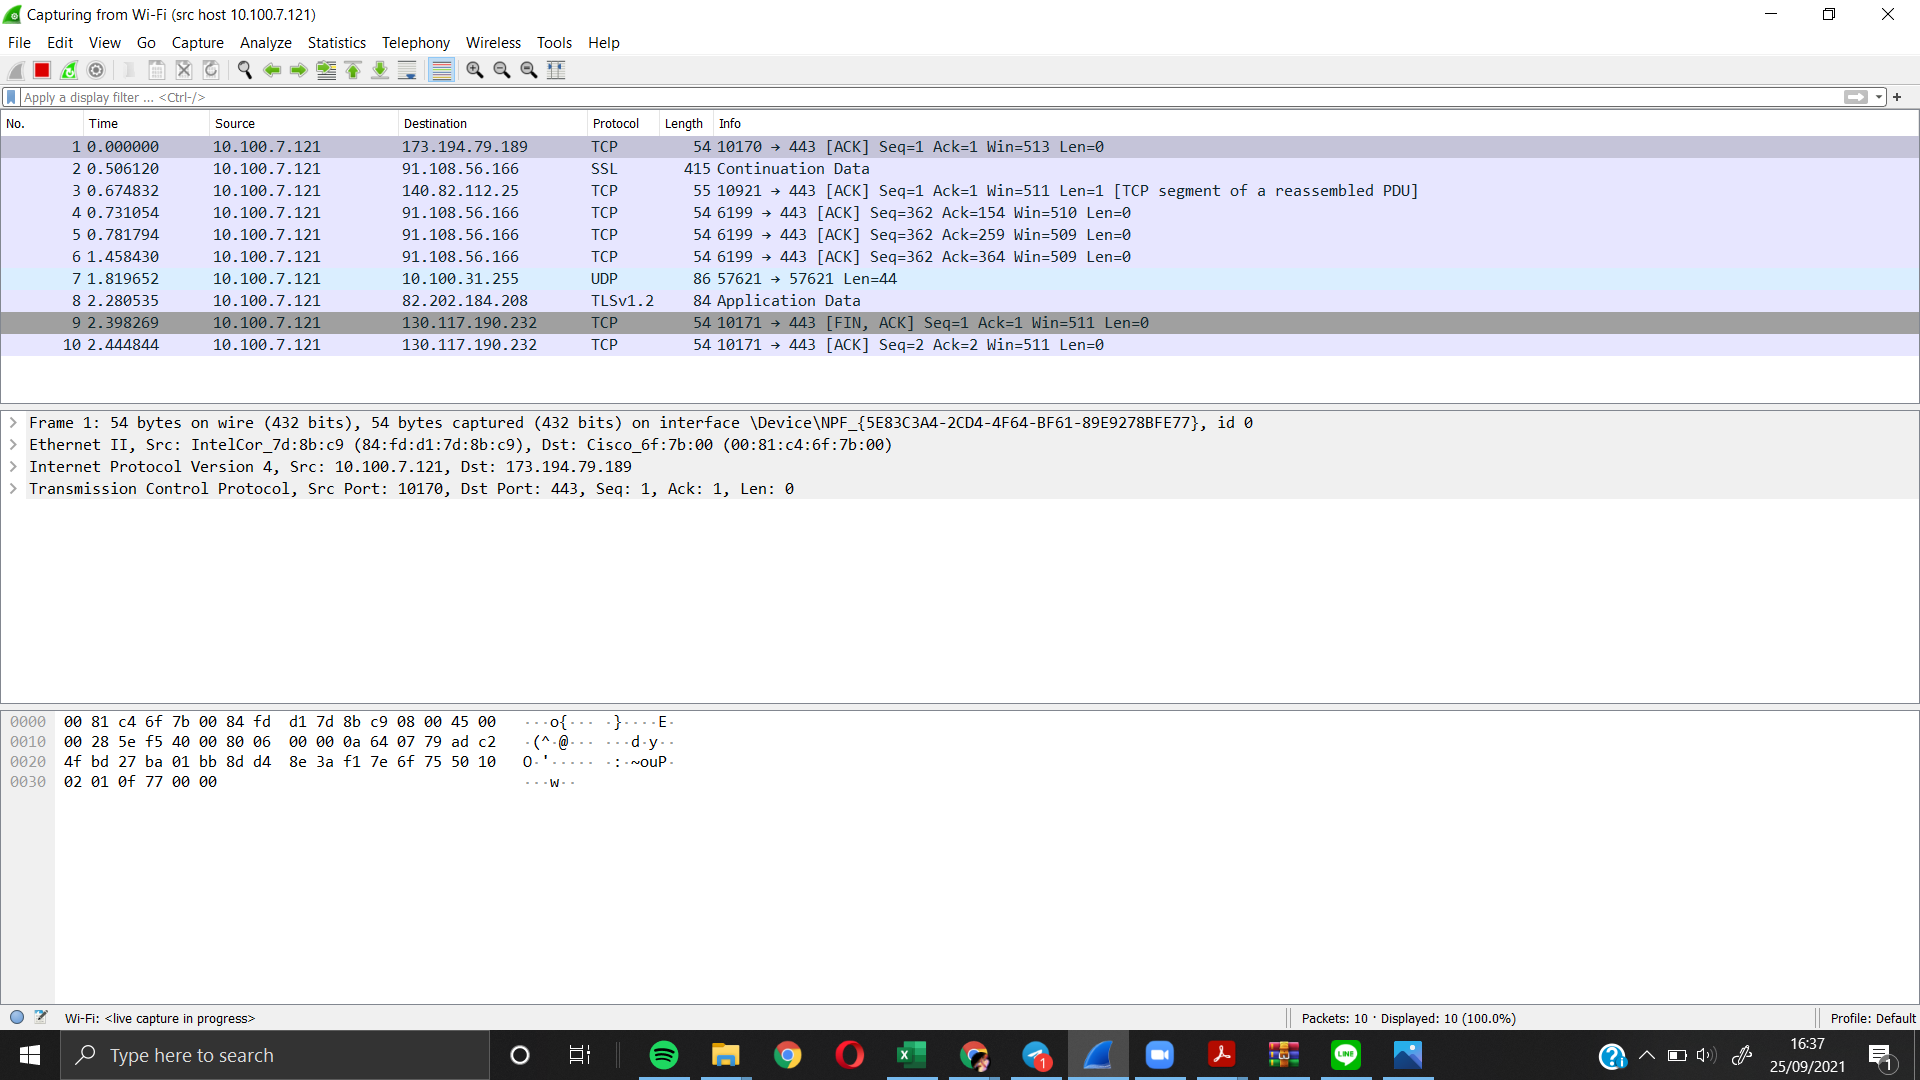 Capturing from Wi-Fi (src host 10.100.7.121)
File Edit View Go Capture Analyze Statistics Telephony Wireless Tools Help
Apply a display filter ... <Ctrl-/>
No. Time Source Destination Protocol Length Info
1 0.000000 10.100.7.121 173.194.79.189 TCP 54 10170 → 443 [ACK] Seq=1 Ack=1 Win=513 Len=0
2 0.506120 10.100.7.121 91.108.56.166 SSL 415 Continuation Data
3 0.674832 10.100.7.121 140.82.112.25 TCP 55 10921 → 443 [ACK] Seq=1 Ack=1 Win=511 Len=1 [TCP segment of a reassembled PDU]
4 0.731054 10.100.7.121 91.108.56.166 TCP 54 6199 → 443 [ACK] Seq=362 Ack=154 Win=510 Len=0
5 0.781794 10.100.7.121 91.108.56.166 TCP 54 6199 → 443 [ACK] Seq=362 Ack=259 Win=509 Len=0
6 1.458430 10.100.7.121 91.108.56.166 TCP 54 6199 → 443 [ACK] Seq=362 Ack=364 Win=509 Len=0
7 1.819652 10.100.7.121 10.100.31.255 UDP 86 57621 → 57621 Len=44
8 2.280535 10.100.7.121 82.202.184.208 TLSv1.2 84 Application Data
9 2.398269 10.100.7.121 130.117.190.232 TCP 54 10171 → 443 [FIN, ACK] Seq=1 Ack=1 Win=511 Len=0
10 2.444844 10.100.7.121 130.117.190.232 TCP 54 10171 → 443 [ACK] Seq=2 Ack=2 Win=511 Len=0
Frame 1: 54 bytes on wire (432 bits), 54 bytes captured (432 bits) on interface \Device\NPF_{5E83C3A4-2CD4-4F64-BF61-89E9278BFE77}, id 0
Ethernet II, Src: IntelCor_7d:8b:c9 (84:fd:d1:7d:8b:c9), Dst: Cisco_6f:7b:00 (00:81:c4:6f:7b:00)
Internet Protocol Version 4, Src: 10.100.7.121, Dst: 173.194.79.189
Transmission Control Protocol, Src Port: 10170, Dst Port: 443, Seq: 1, Ack: 1, Len: 0
0000 00 81 c4 6f 7b 00 84 fd d1 7d 8b c9 08 00 45 00 ···o{··· ·}····E·
0010 00 28 5e f5 40 00 80 06 00 00 0a 64 07 79 ad c2 ·(^·@··· ···d·y··
0020 4f bd 27 ba 01 bb 8d d4 8e 3a f1 7e 6f 75 50 10 O·'····· ·:·~ouP·
0030 02 01 0f 77 00 00 ···w··
Wi-Fi: <live capture in progress> Packets: 10 · Displayed: 10 (100.0%) Profile: Default
Type here to search
1
LINE
16:37
25/09/2021
1